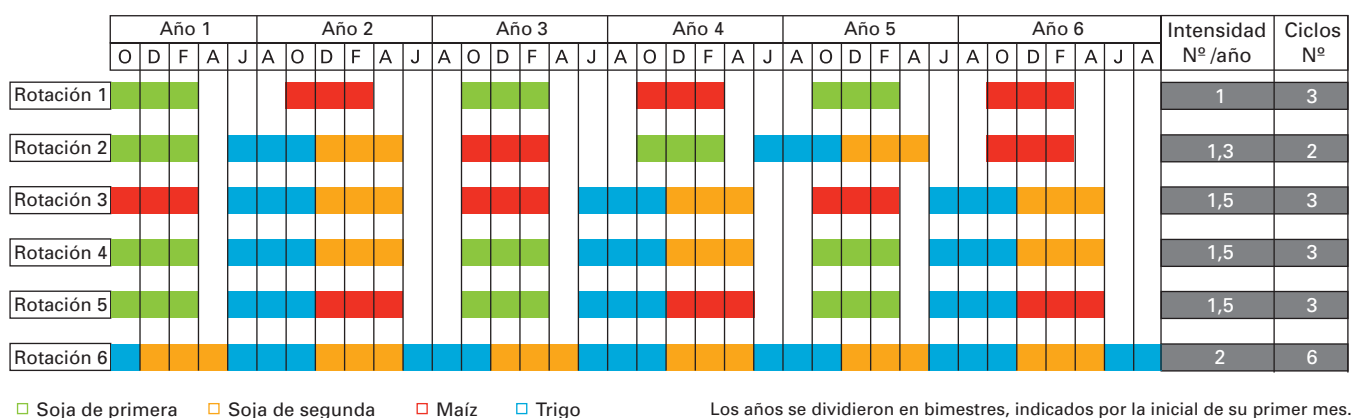 Año 1 Año 2 Año 3 Año 4 Año 5 Año 6 Intensidad Ciclos
O D F A J A O D F A J A O D F A J A O D F A J A O D F A J A O D F A J A Nº /año Nº
Rotación 1 1 3
Rotación 2 1,3 2
Rotación 3 1,5 3
Rotación 4 1,5 3
Rotación 5 1,5 3
Rotación 6 2 6
Soja de primera Soja de segunda Maíz Trigo Los años se dividieron en bimestres, indicados por la inicial de su primer mes.